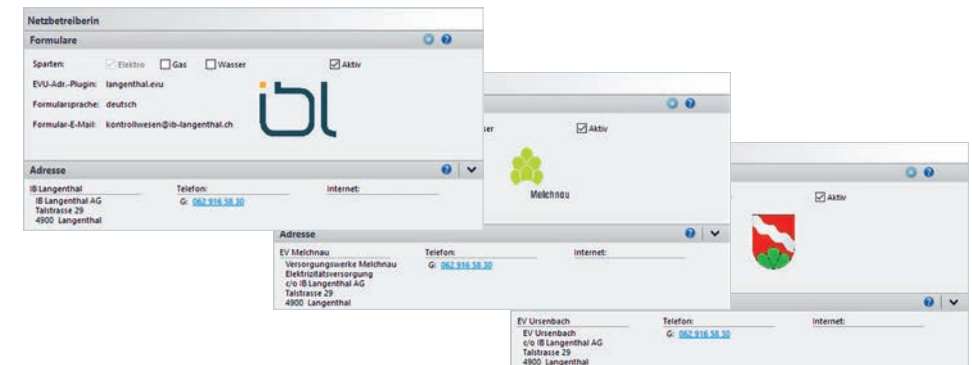 Netzbetreiberin
Formulare
Sparten: Elektro Gas Wasser Aktiv
EVU-Adr.-Plugin: langenthal.evu
Formularsprache: deutsch
Formular-E-Mail: kontrollwesen@ib-langenthal.ch
ibl
Adresse
IB Langenthal Telefon: Internet:
IB Langenthal AG G: 062 916 58 30
Talstrasse 29
4900 Langenthal
Aktiv
Melchnau
Adresse
EV Melchnau Telefon: Internet:
Versorgungswerke Melchnau G: 062 916 58 30
Elektrizitätsversorgung
c/o IB Langenthal AG
Talstrasse 29
4900 Langenthal
Aktiv
EV Ursenbach Telefon: Internet:
EV Ursenbach G: 062 916 58 30
c/o IB Langenthal AG
Talstrasse 29
4900 Langenthal